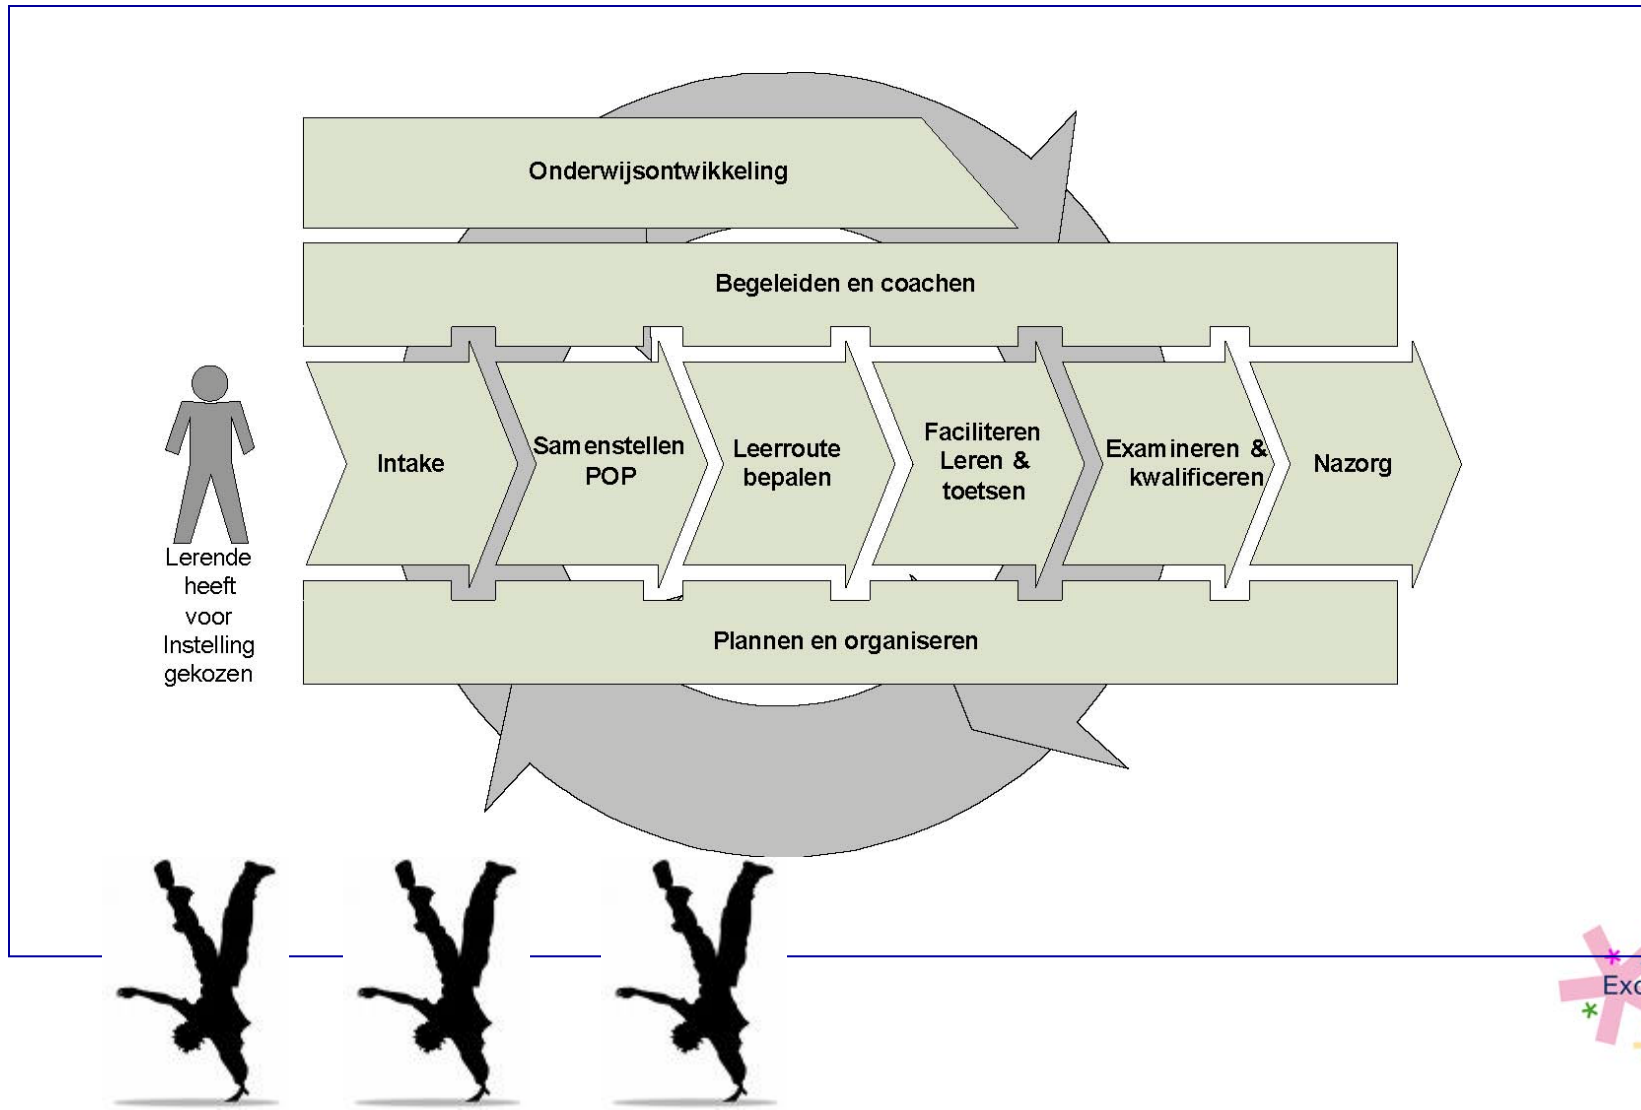 Onderwijsontwikkeling
Begeleiden en coachen
Intake
Samenstellen
POP
Leerroute
bepalen
Faciliteren
Leren &
toetsen
Examineren &
kwalificeren
Nazorg
Lerende
heeft
voor
Instelling
gekozen
Plannen en organiseren